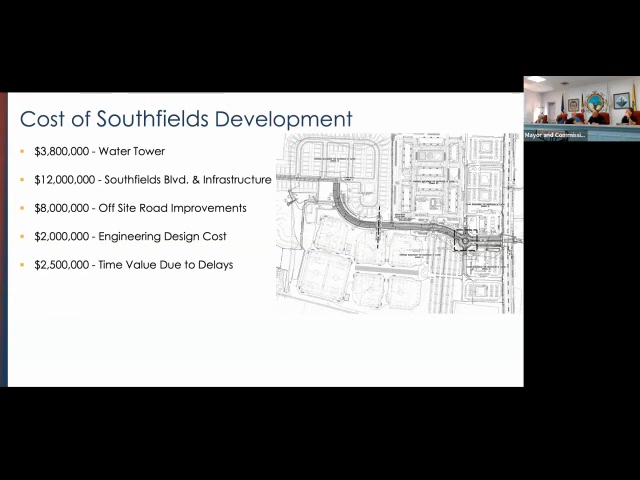 Cost of Southfields Development
$3,800,000 - Water Tower
$12,000,000 - Southfields Blvd. & Infrastructure
$8,000,000 - Off Site Road Improvements
$2,000,000 - Engineering Design Cost
$2,500,000 - Time Value Due to Delays
Mayor and Commissi...